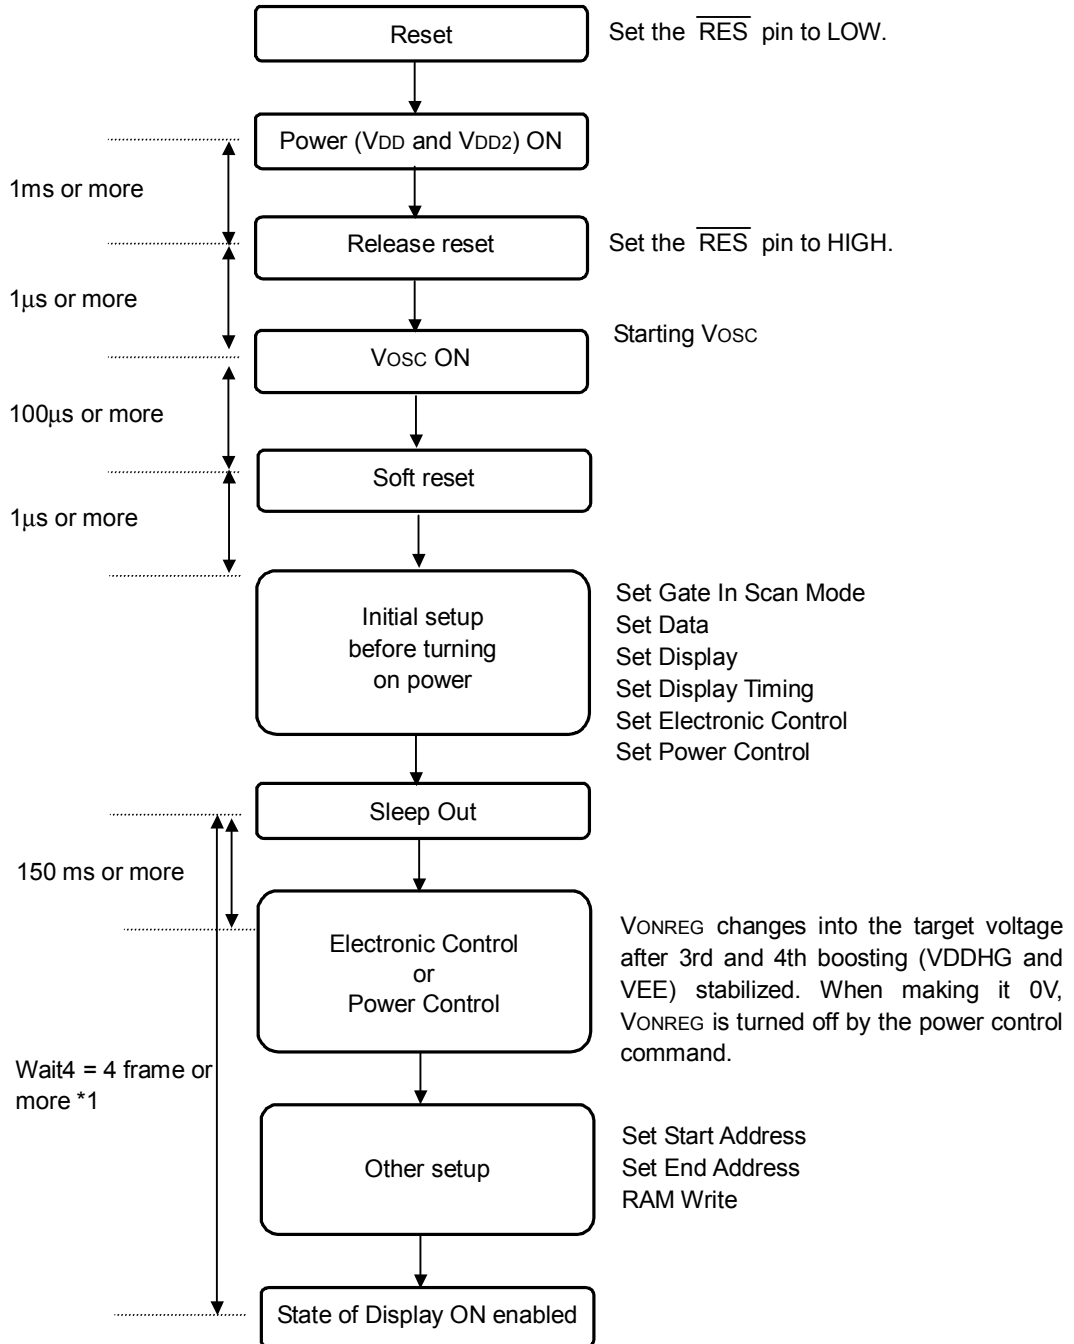 Reset
Set the RES pin to LOW.
Power (VDD and VDD2) ON
1ms or more
Release reset
Set the RES pin to HIGH.
1μs or more
Starting VOSC
VOSC ON
100μs or more
Soft reset
1μs or more
Initial setup
before turning
on power
Set Gate In Scan Mode
Set Data
Set Display
Set Display Timing
Set Electronic Control
Set Power Control
Sleep Out
150 ms or more
Electronic Control
or
Power Control
VONREG changes into the target voltage
after 3rd and 4th boosting (VDDHG and
VEE) stabilized. When making it 0V,
VONREG is turned off by the power control
command.
Wait4 = 4 frame or
more *1
Other setup
Set Start Address
Set End Address
RAM Write
State of Display ON enabled